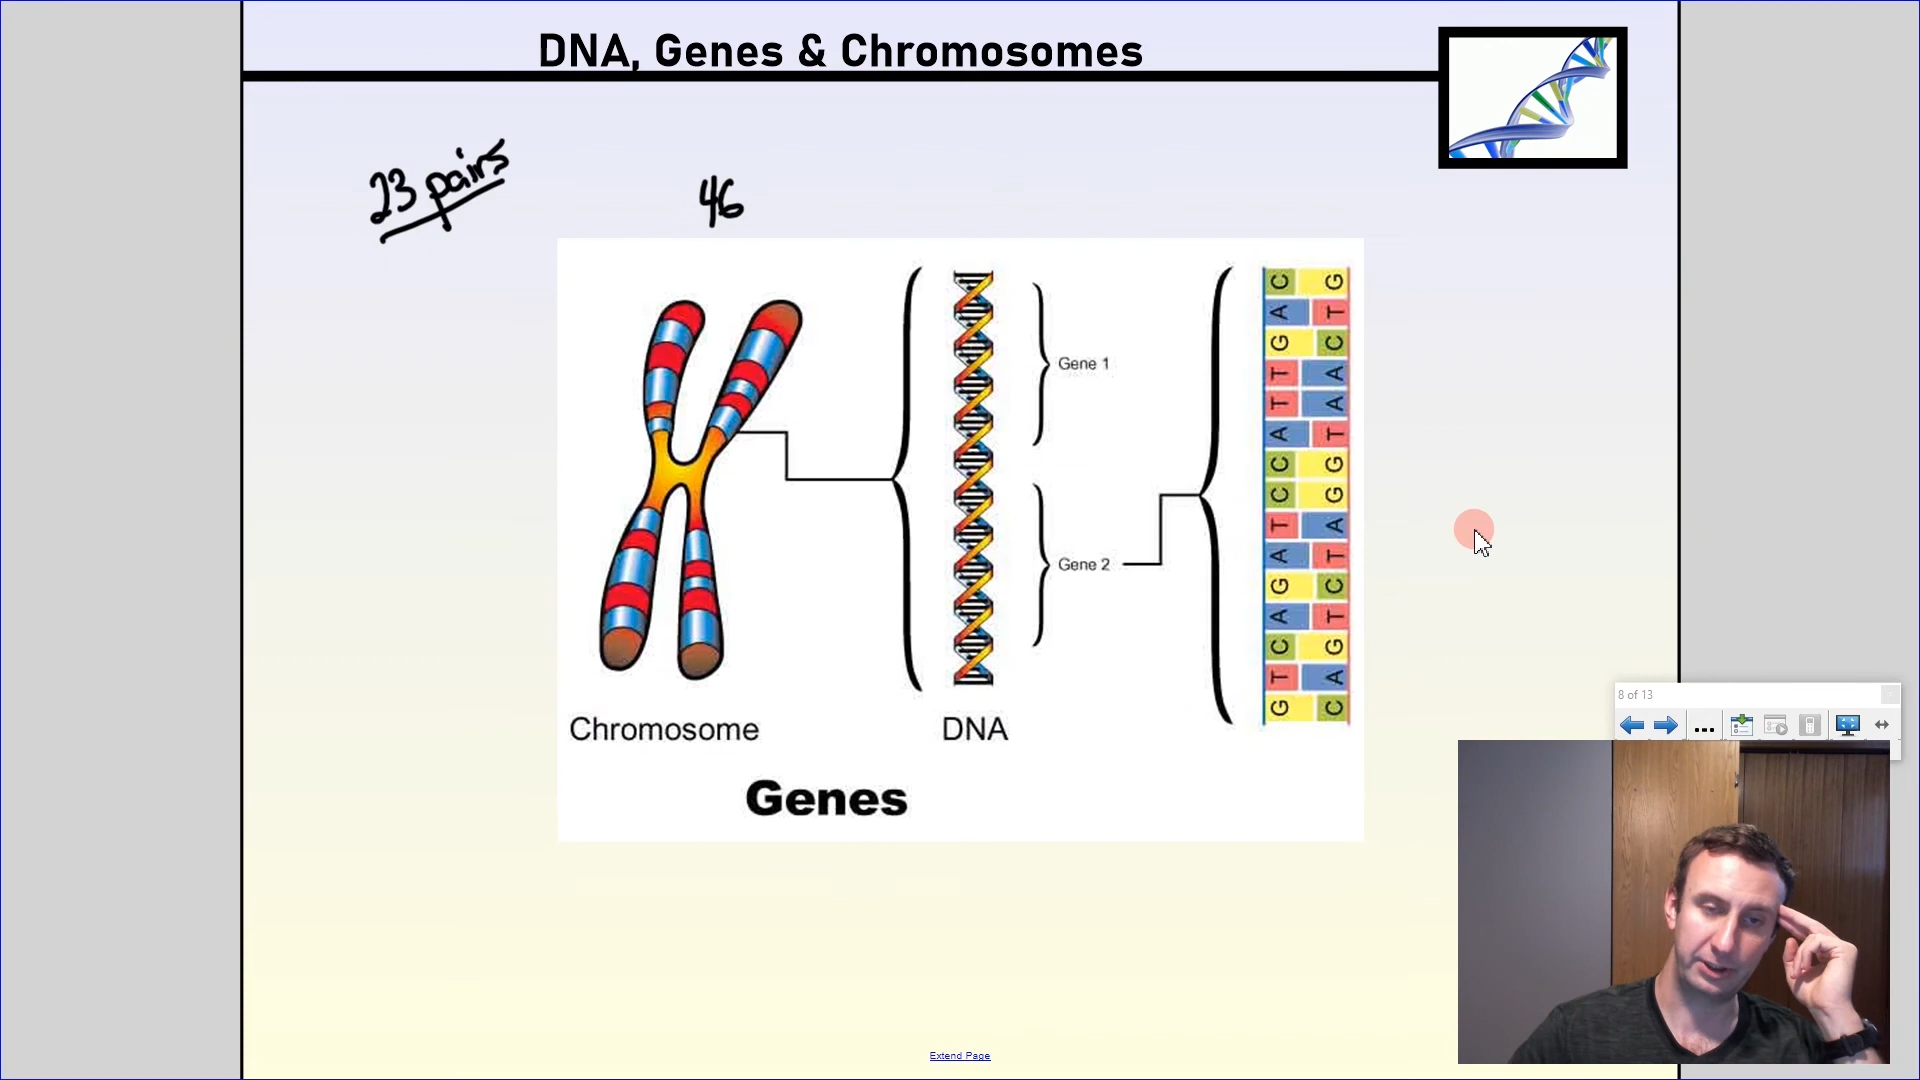 DNA, Genes & Chromosomes
23 pairs
46
Gene 1
Gene 2
C G
A T
G C
T A
T A
A T
C G
C G
T A
A T
G C
A T
C G
T A
G C
Chromosome
DNA
Genes
8 of 13
Extend Page